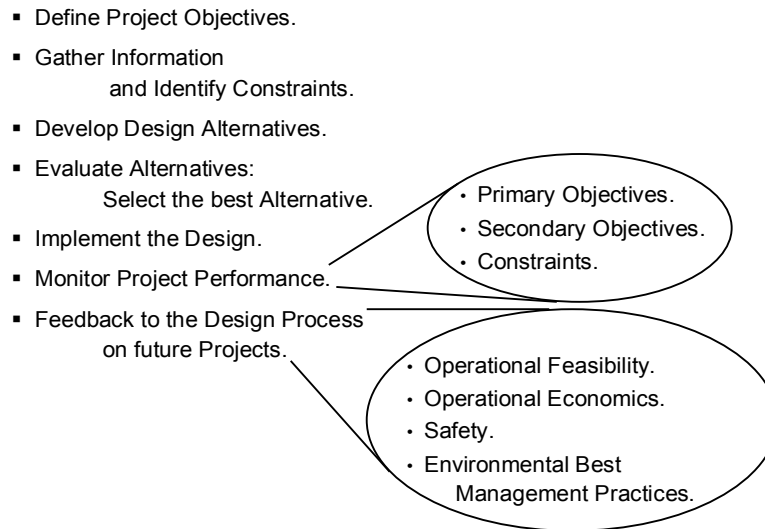 ▪ Define Project Objectives.
▪ Gather Information
and Identify Constraints.
▪ Develop Design Alternatives.
▪ Evaluate Alternatives:
Select the best Alternative.
▪ Implement the Design.
▪ Monitor Project Performance.
▪ Feedback to the Design Process
on future Projects.
• Primary Objectives.
• Secondary Objectives.
• Constraints.
• Operational Feasibility.
• Operational Economics.
• Safety.
• Environmental Best
Management Practices.